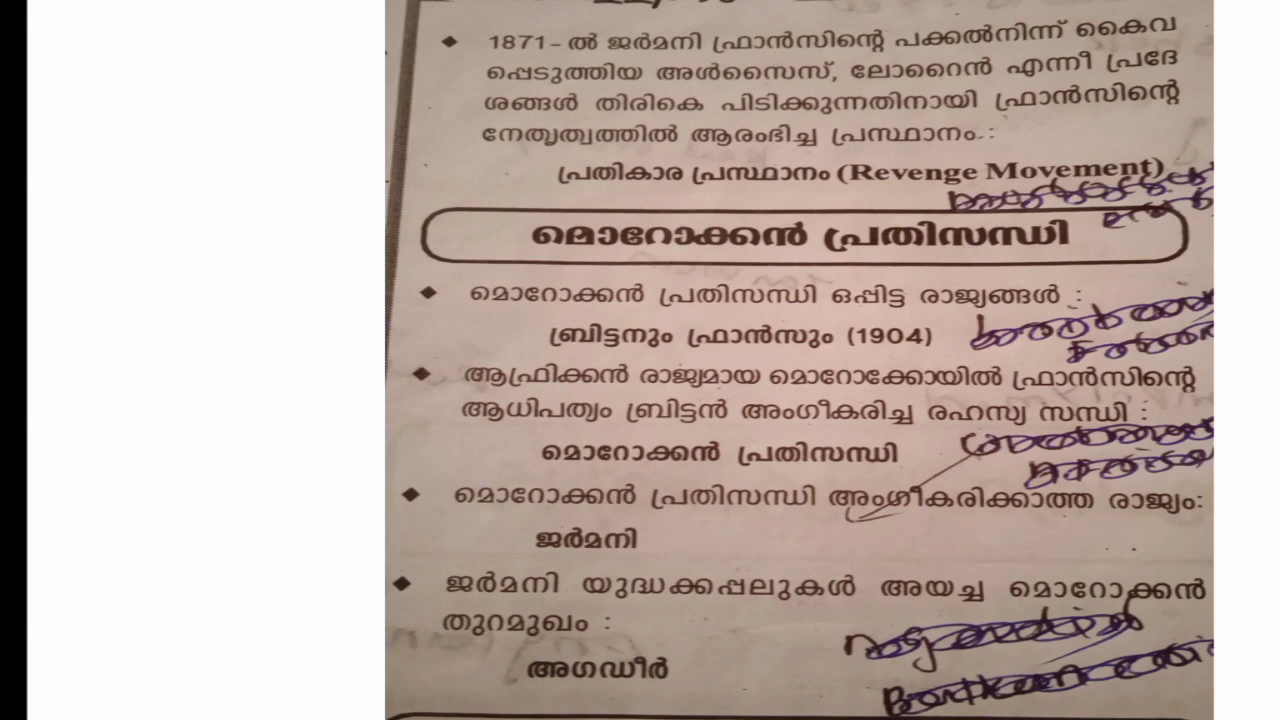 ◆ 1871- ൽ ജർമനി ഫ്രാൻസിന്റെ പക്കൽനിന്ന് കൈവ
പ്പെടുത്തിയ അൾസൈസ്, ലോറൈൻ എന്നീ പ്രദേ
ശങ്ങൾ തിരികെ പിടിക്കുന്നതിനായി ഫ്രാൻസിന്റെ
നേതൃത്വത്തിൽ ആരംഭിച്ച പ്രസ്ഥാനം :
പ്രതികാര പ്രസ്ഥാനം (Revenge Movement)
മൊറോക്കൻ പ്രതിസന്ധി
◆ മൊറോക്കൻ പ്രതിസന്ധി ഒപ്പിട്ട രാജ്യങ്ങൾ :
ബ്രിട്ടനും ഫ്രാൻസും (1904)
◆ ആഫ്രിക്കൻ രാജ്യമായ മൊറോക്കോയിൽ ഫ്രാൻസിന്റെ
ആധിപത്യം ബ്രിട്ടൻ അംഗീകരിച്ച രഹസ്യ സന്ധി :
മൊറോക്കൻ പ്രതിസന്ധി
◆ മൊറോക്കൻ പ്രതിസന്ധി അംഗീകരിക്കാത്ത രാജ്യം:
ജർമനി
◆ ജർമനി യുദ്ധക്കപ്പലുകൾ അയച്ച മൊറോക്കൻ
തുറമുഖം :
അഗഡീർ